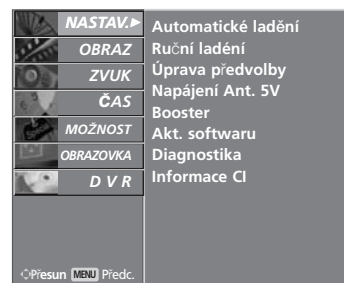 NASTAV.
OBRAZ
ZVUK
ČAS
MOŽNOST
OBRAZOVKA
D V R
Přesun MENU Předc.
Automatické ladění
Ruční ladéní
Úprava předvolby
Napájení Ant. 5V
Booster
Akt. softwaru
Diagnostika
Informace CI